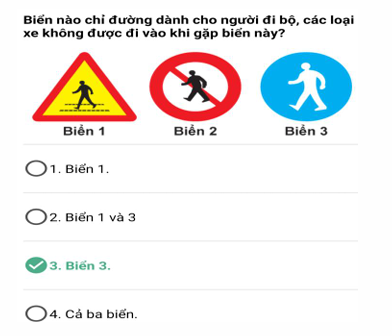 Biển nào chỉ đường dành cho người đi bộ, các loại
xe không được đi vào khi gặp biển này?
Biển 1 Biển 2 Biển 3
1. Biển 1.
2. Biển 1 và 3
3. Biển 3.
4. Cả ba biển.